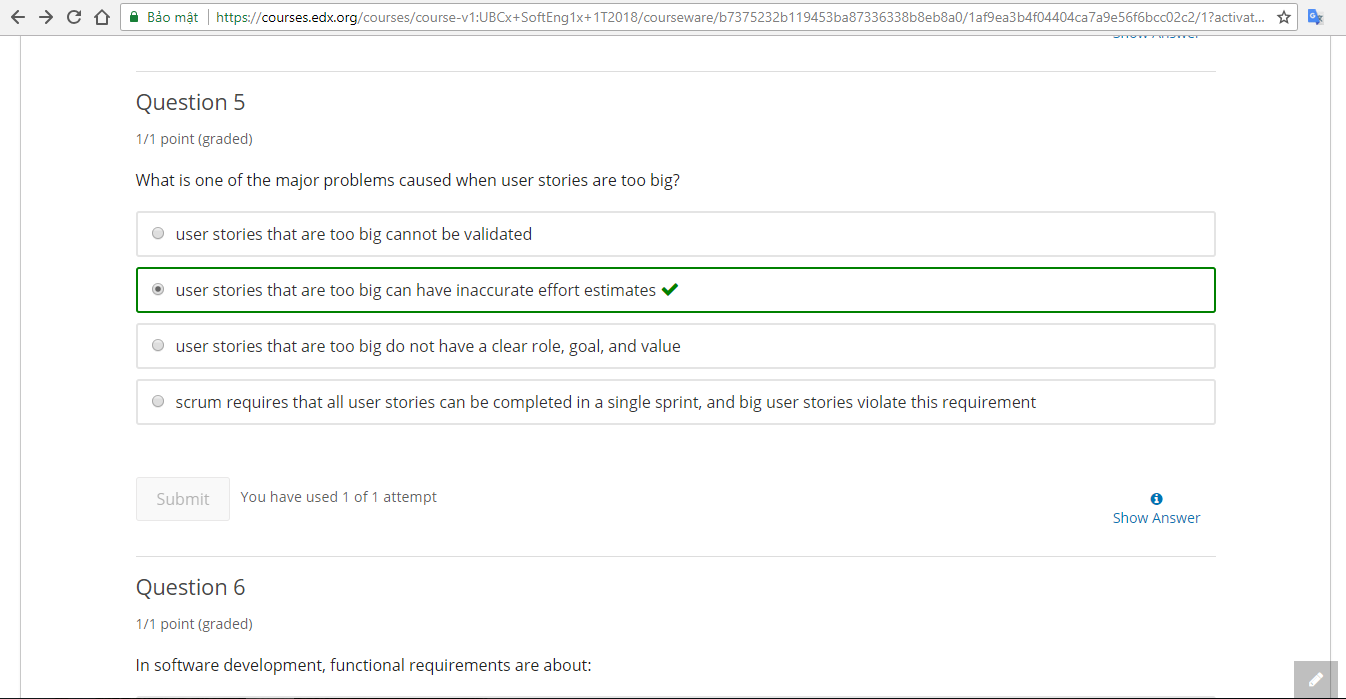 Bảo mật
https://courses.edx.org/courses/course-v1:UBCx+SoftEng1x+1T2018/courseware/b7375232b119453ba87336338b8eb8a0/1af9ea3b4f04404ca7a9e56f6bcc02c2/1?activat...
Show Answer
Question 5
1/1 point (graded)
What is one of the major problems caused when user stories are too big?
user stories that are too big cannot be validated
user stories that are too big can have inaccurate effort estimates
user stories that are too big do not have a clear role, goal, and value
scrum requires that all user stories can be completed in a single sprint, and big user stories violate this requirement
Submit
You have used 1 of 1 attempt
Show Answer
Question 6
1/1 point (graded)
In software development, functional requirements are about: